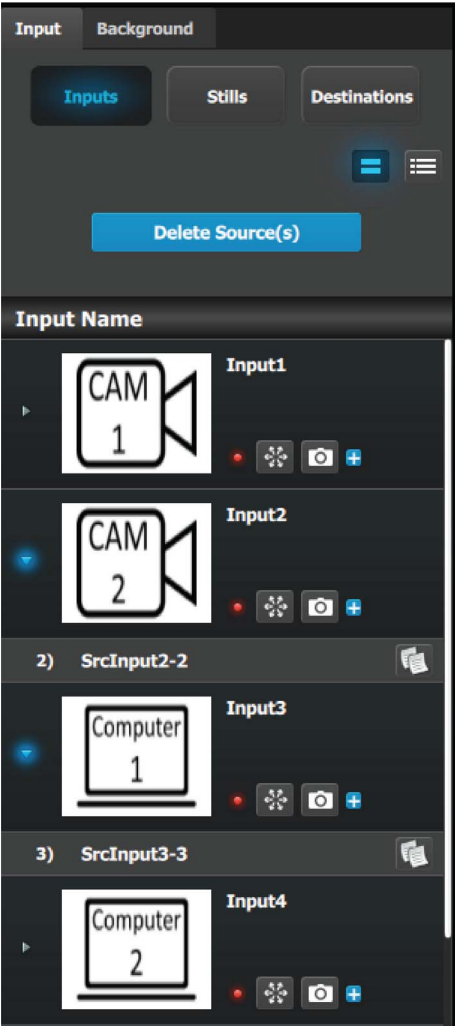 Input Background
Inputs Stills Destinations
Delete Source(s)
Input Name
CAM
1
Input1
CAM
2
Input2
2) SrcInput2-2
Computer
1
Input3
3) SrcInput3-3
Computer
2
Input4